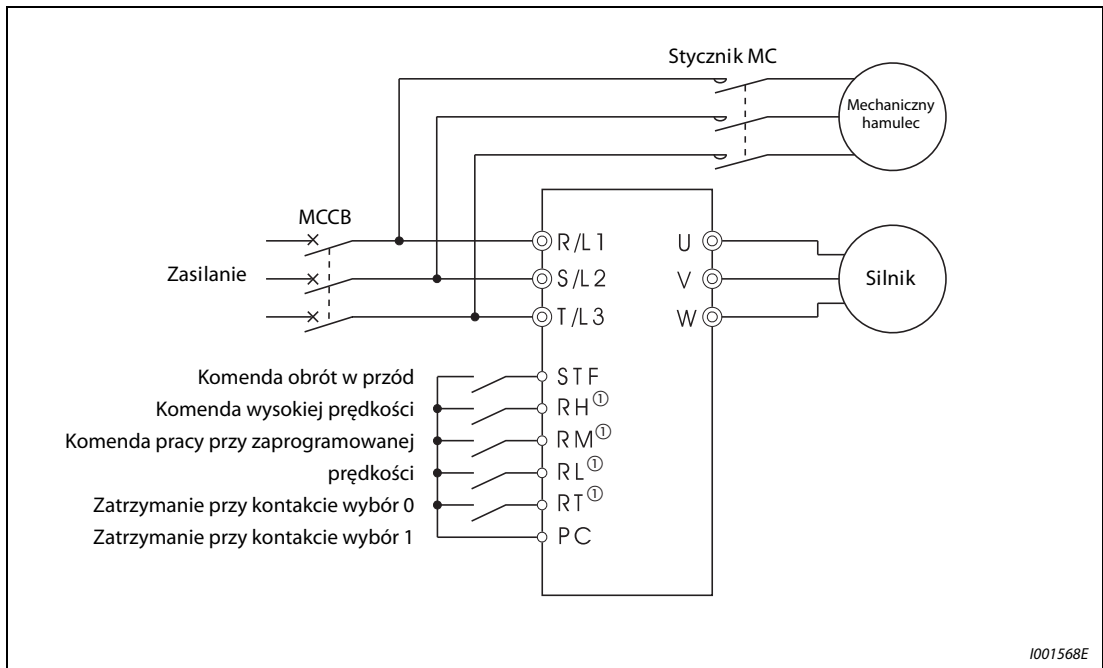 Stycznik MC
Mechaniczny
hamulec
MCCB
Zasilanie
R/L1
S/L2
T/L3
U
V
W
Silnik
Komenda obrót w przód
STF
Komenda wysokiej prędkości
RH①
Komenda pracy przy zaprogramowanej
RM①
prędkości
RL①
Zatrzymanie przy kontakcie wybór 0
RT①
Zatrzymanie przy kontakcie wybór 1
PC
I001568E